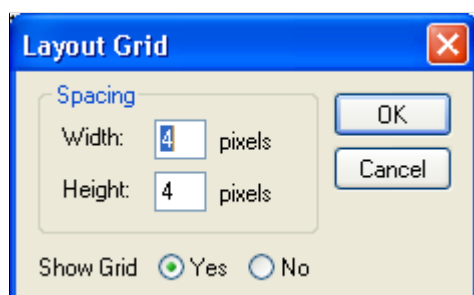 Layout Grid
Spacing
Width: 4 pixels
Height: 4 pixels
OK
Cancel
Show Grid Yes No